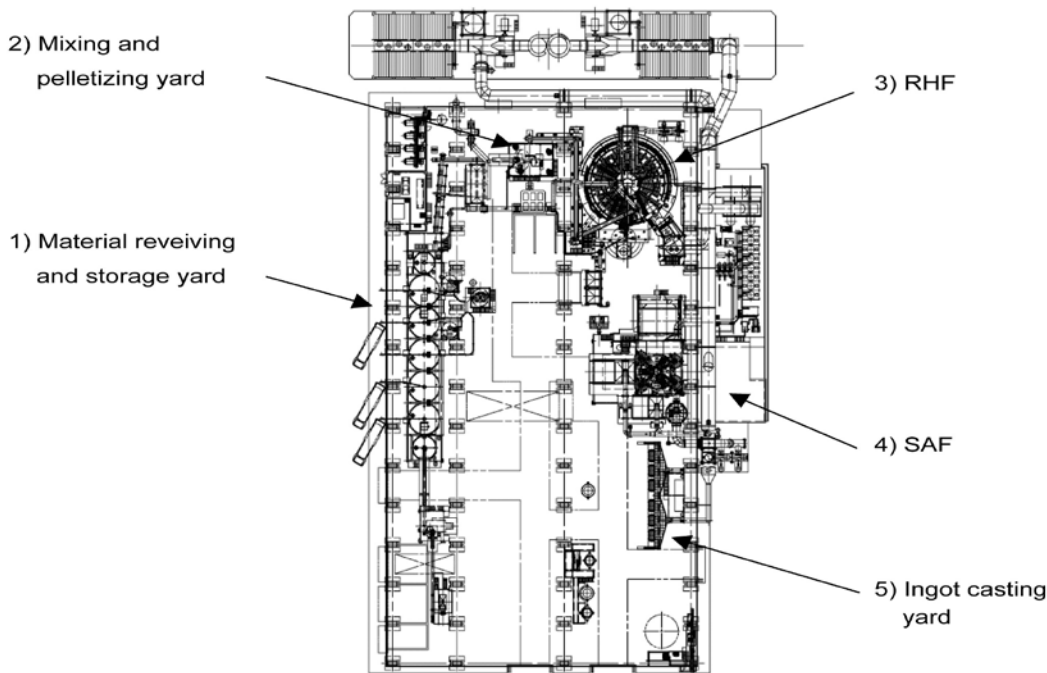 2) Mixing and
pelletizing yard
3) RHF
1) Material reveiving
and storage yard
4) SAF
5) Ingot casting
yard